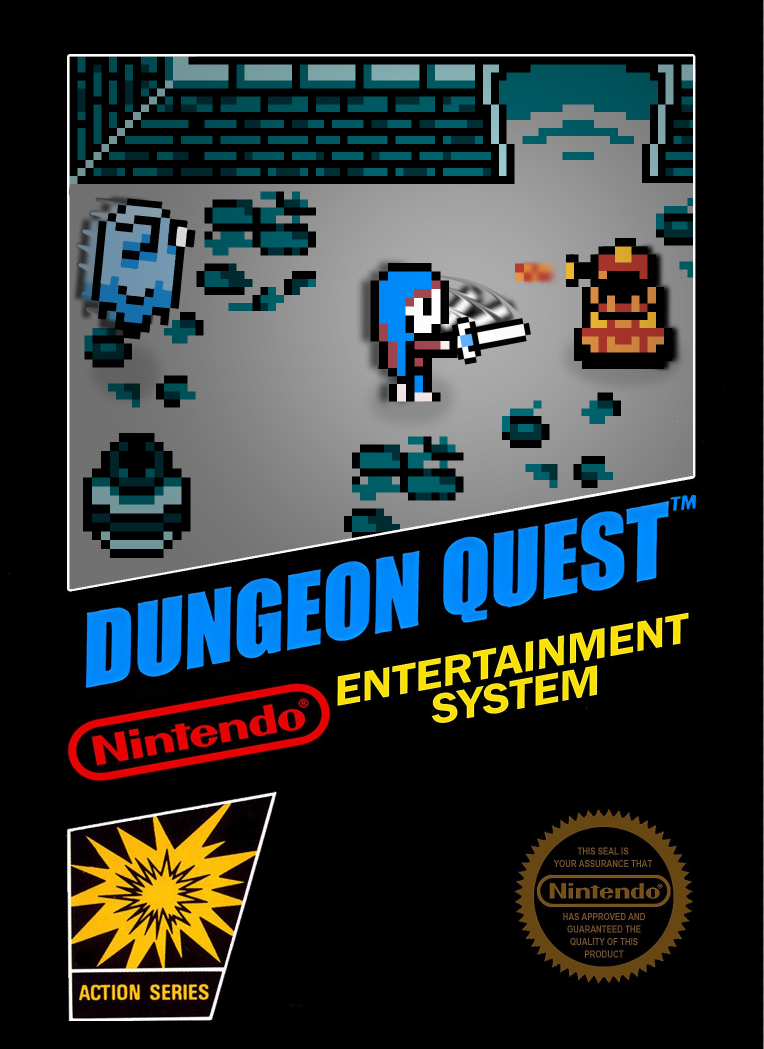 DUNGEON QUEST™
Nintendo®
ENTERTAINMENT
SYSTEM
ACTION SERIES
THIS SEAL IS
YOUR ASSURANCE THAT
Nintendo®
HAS APPROVED AND
GUARANTEED THE
QUALITY OF THIS
PRODUCT